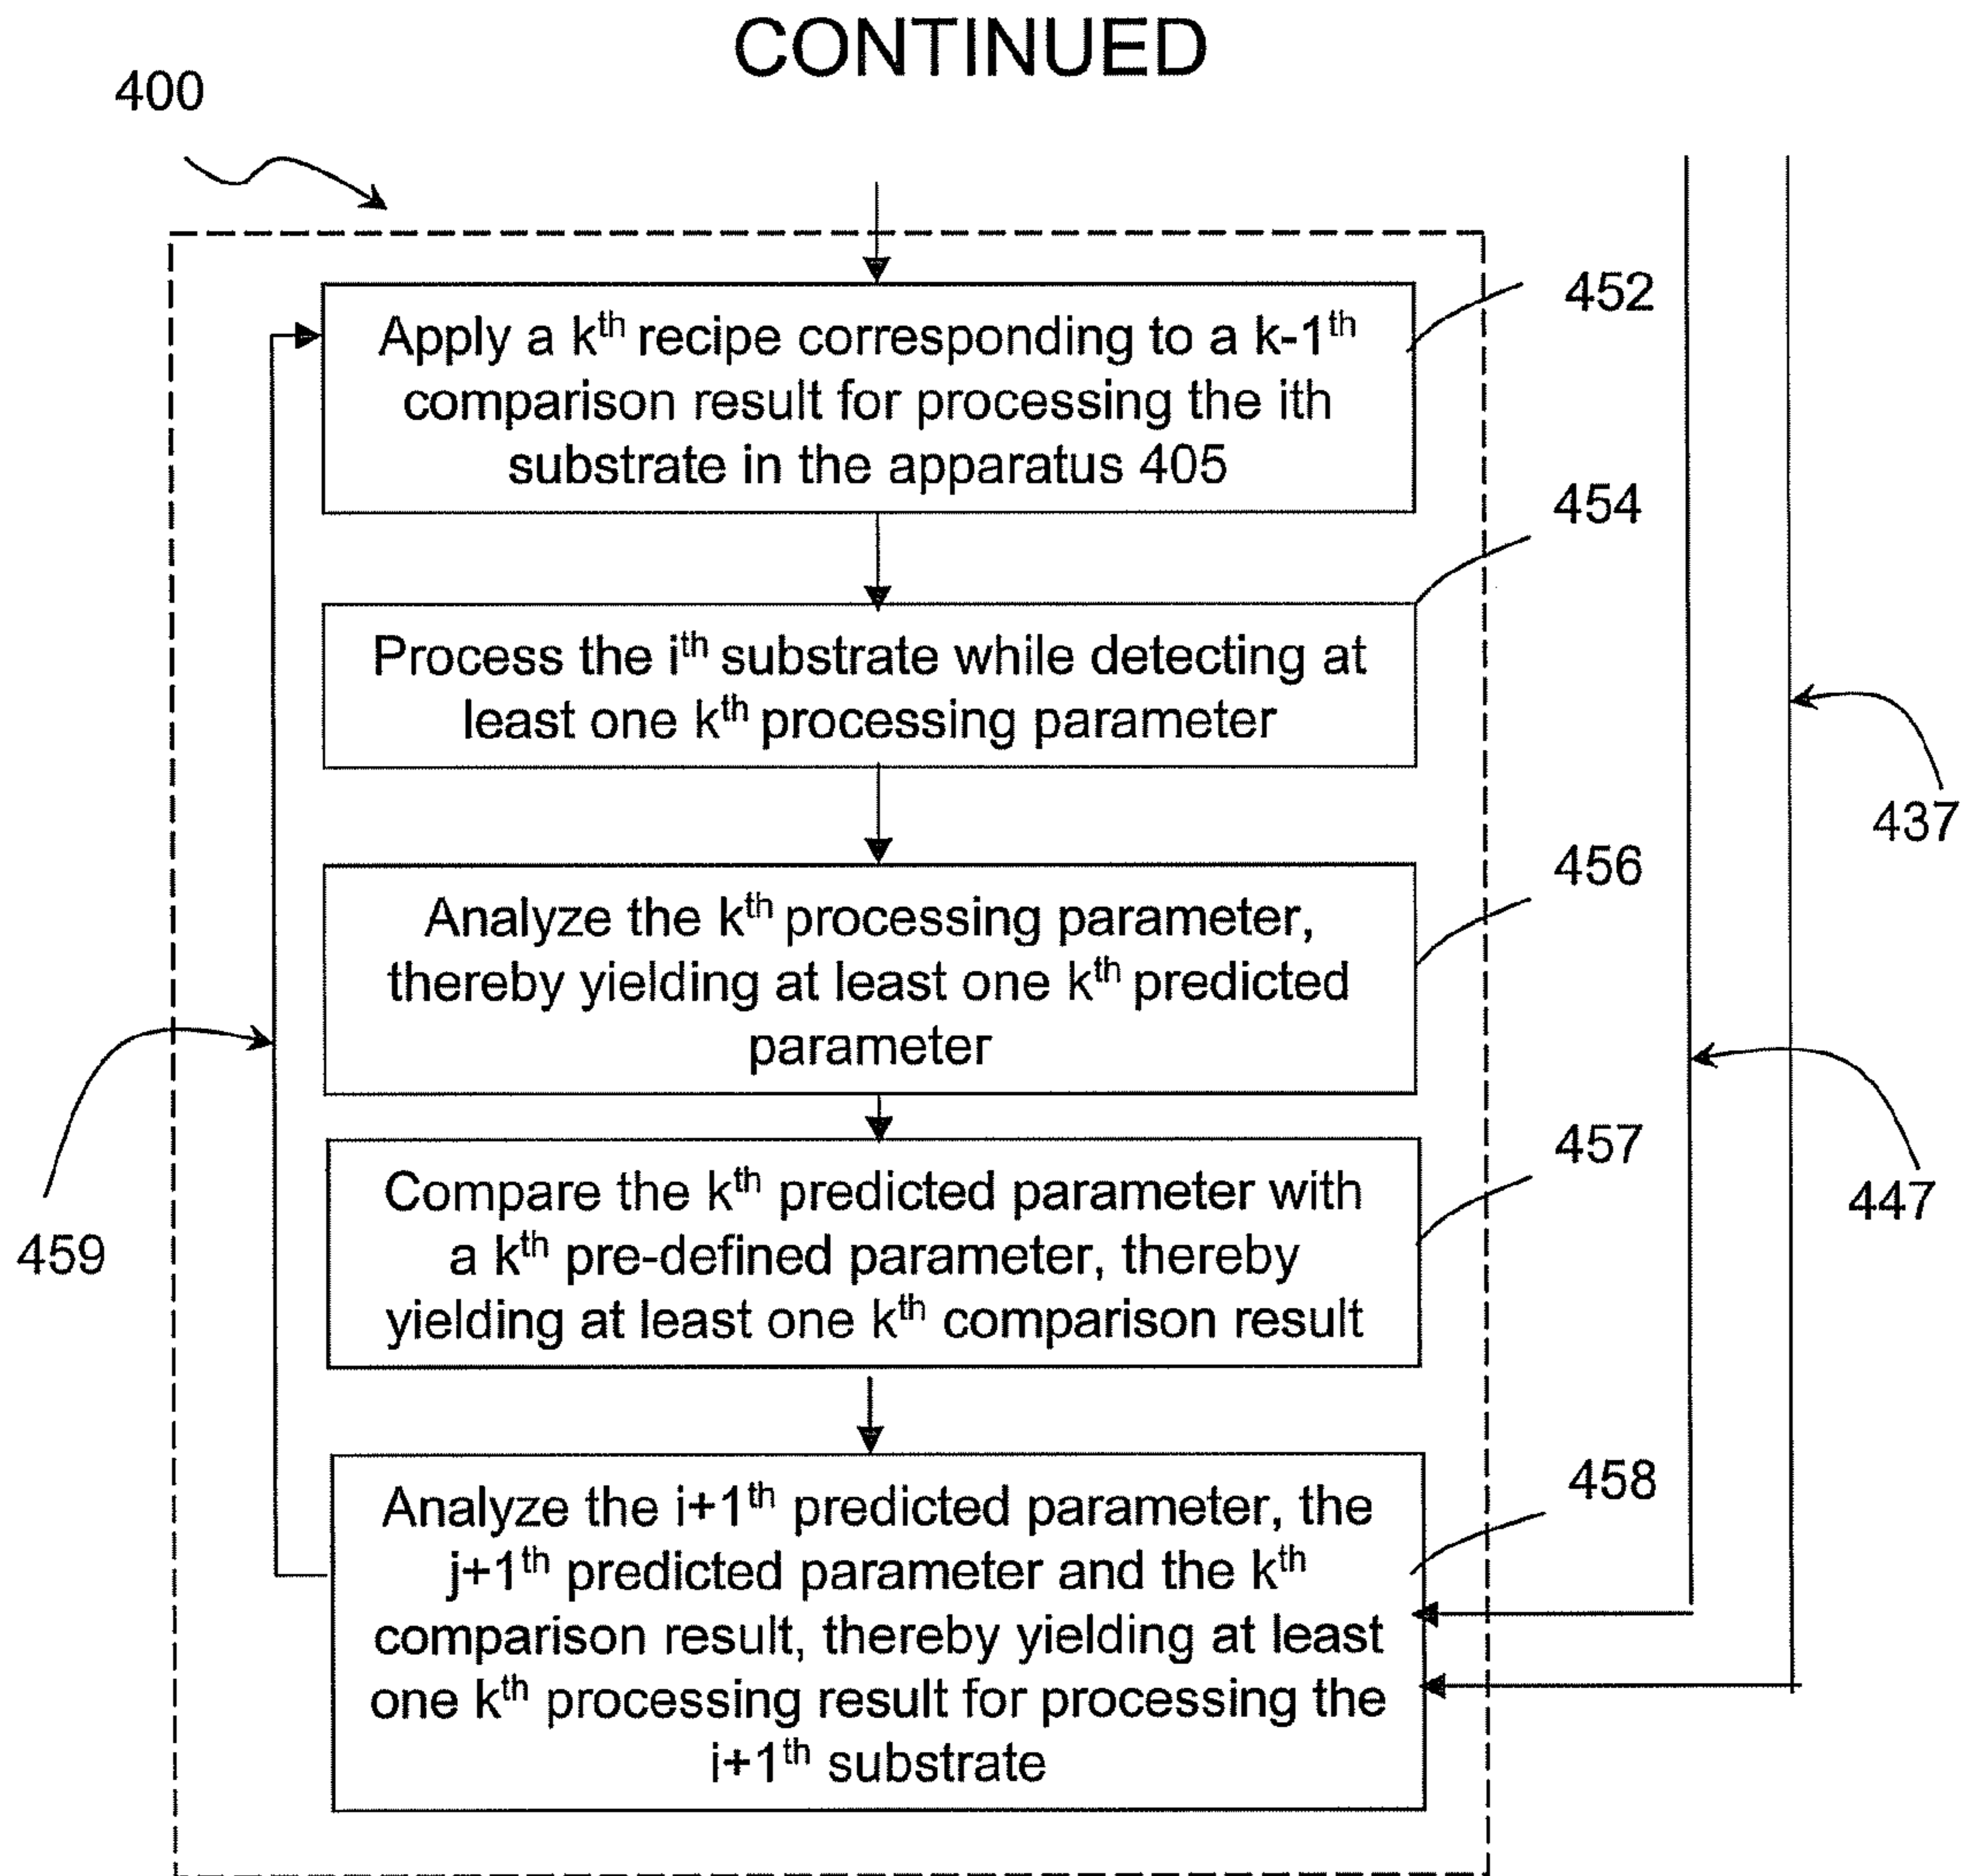 CONTINUED
400
452
Apply a kth recipe corresponding to a k-1th
comparison result for processing the ith
substrate in the apparatus 405
454
Process the ith substrate while detecting at
least one kth processing parameter
437
456
Analyze the kth processing parameter,
thereby yielding at least one kth predicted
parameter
457
Compare the kth predicted parameter with
a kth pre-defined parameter, thereby
yielding at least one kth comparison result
447
459
458
Analyze the i+1th predicted parameter, the
j+1th predicted parameter and the kth
comparison result, thereby yielding at least
one kth processing result for processing the
i+1th substrate